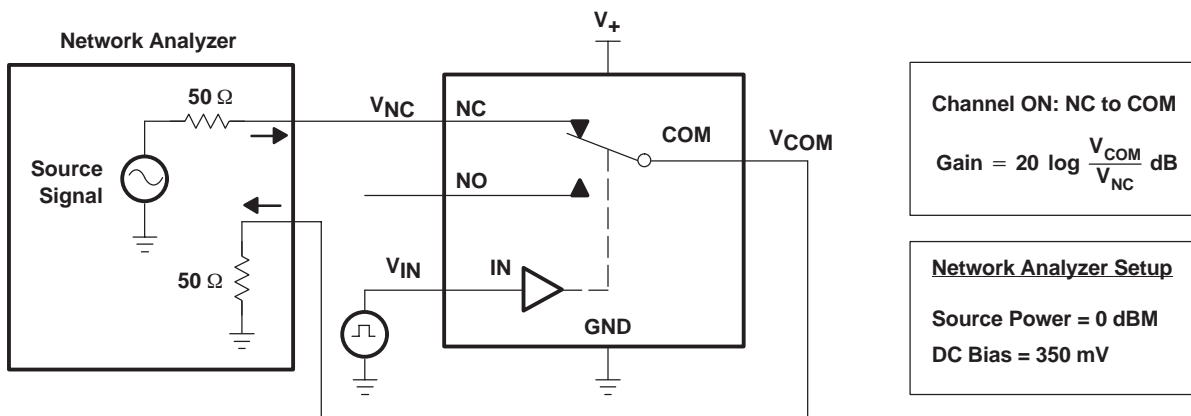 V+
Network Analyzer
50 Ω
VNC
NC
COM
VCOM
Source
Signal
NO
50 Ω
VIN
IN
GND
Channel ON: NC to COM
Gain = 20 log VCOM/VNC dB
Network Analyzer Setup
Source Power = 0 dBM
DC Bias = 350 mV